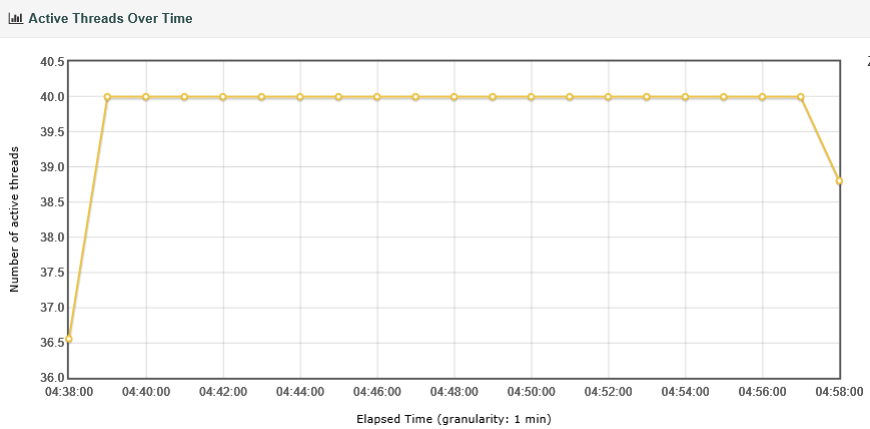 Active Threads Over Time
Number of active threads
40.5
40.0
39.5
39.0
38.5
38.0
37.5
37.0
36.5
36.0
04:38:00 04:40:00 04:42:00 04:44:00 04:46:00 04:48:00 04:50:00 04:52:00 04:54:00 04:56:00 04:58:00
Elapsed Time (granularity: 1 min)